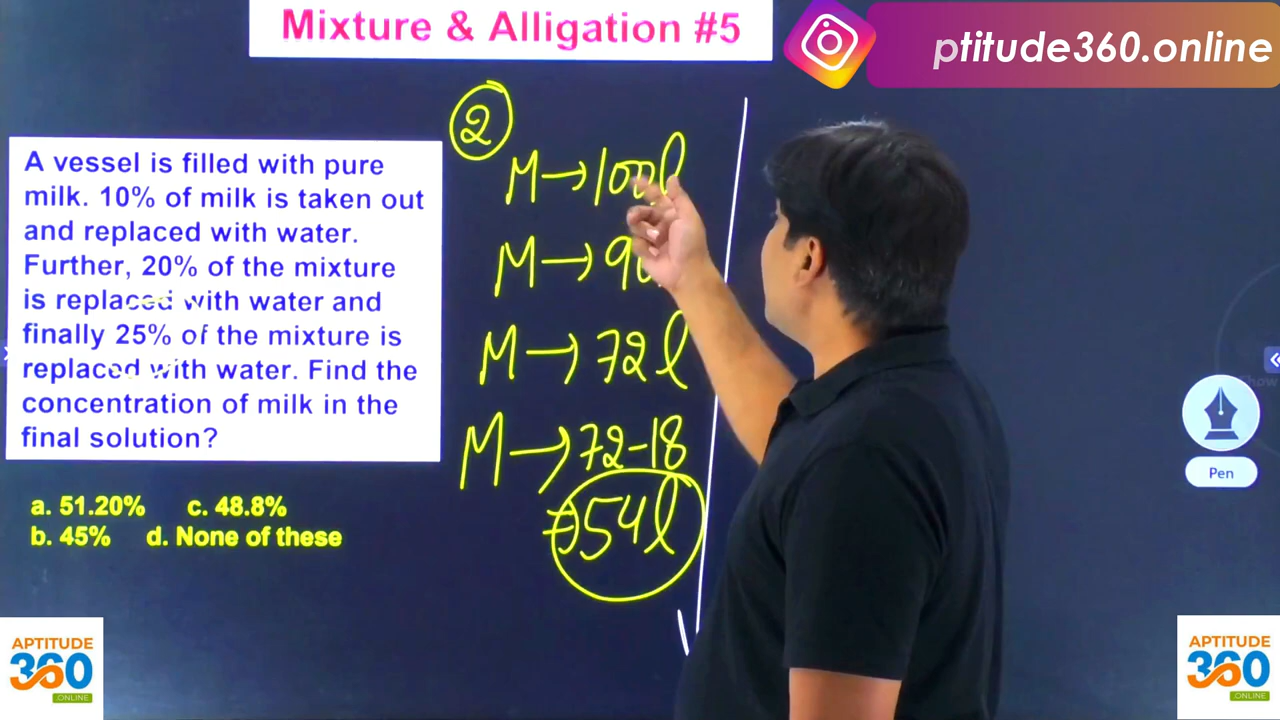 Mixture & Alligation #5
ptitude360.online
A vessel is filled with pure
milk. 10% of milk is taken out
and replaced with water.
Further, 20% of the mixture
is replaced with water and
finally 25% of the mixture is
replaced with water. Find the
concentration of milk in the
final solution?
a. 51.20% c. 48.8%
b. 45% d. None of these
2
M → 100l
M → 90
M → 72l
M → 72-18
⇒ 54l
Pen
APTITUDE
360
.ONLINE
APTITUDE
360
.ONLINE